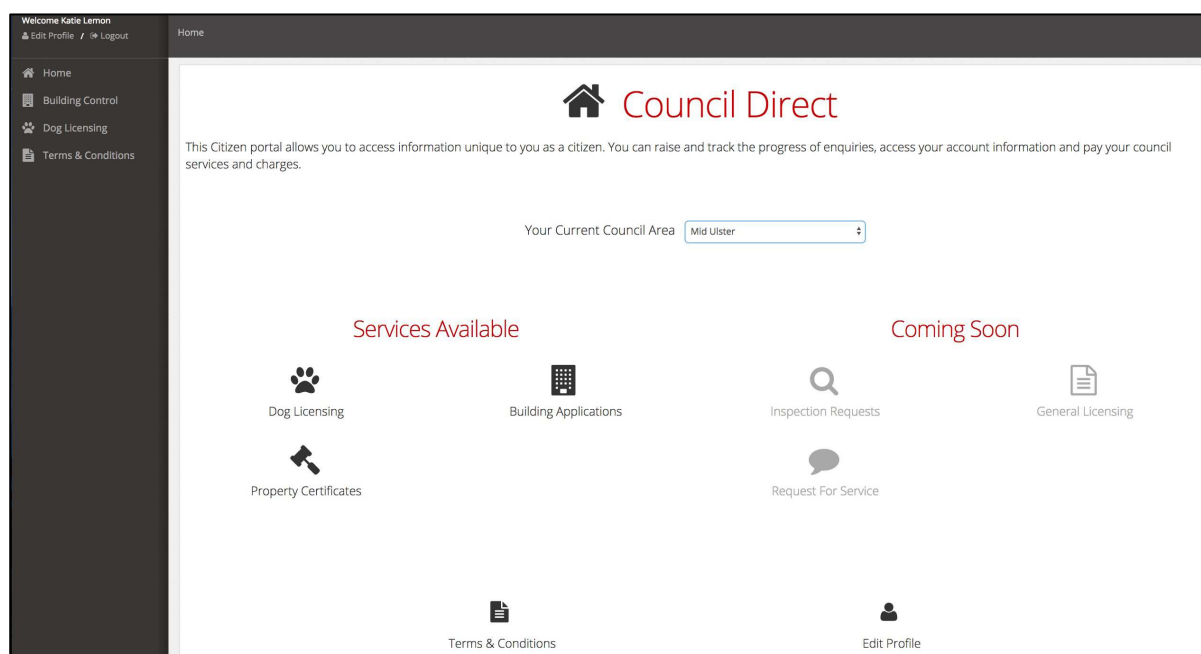 Welcome Katie Lemon
Edit Profile / Logout
Home
Building Control
Dog Licensing
Terms & Conditions
Home
Council Direct
This Citizen portal allows you to access information unique to you as a citizen. You can raise and track the progress of enquiries, access your account information and pay your council
services and charges.
Your Current Council Area Mid Ulster
Services Available
Dog Licensing
Building Applications
Property Certificates
Coming Soon
Inspection Requests
General Licensing
Request For Service
Terms & Conditions
Edit Profile